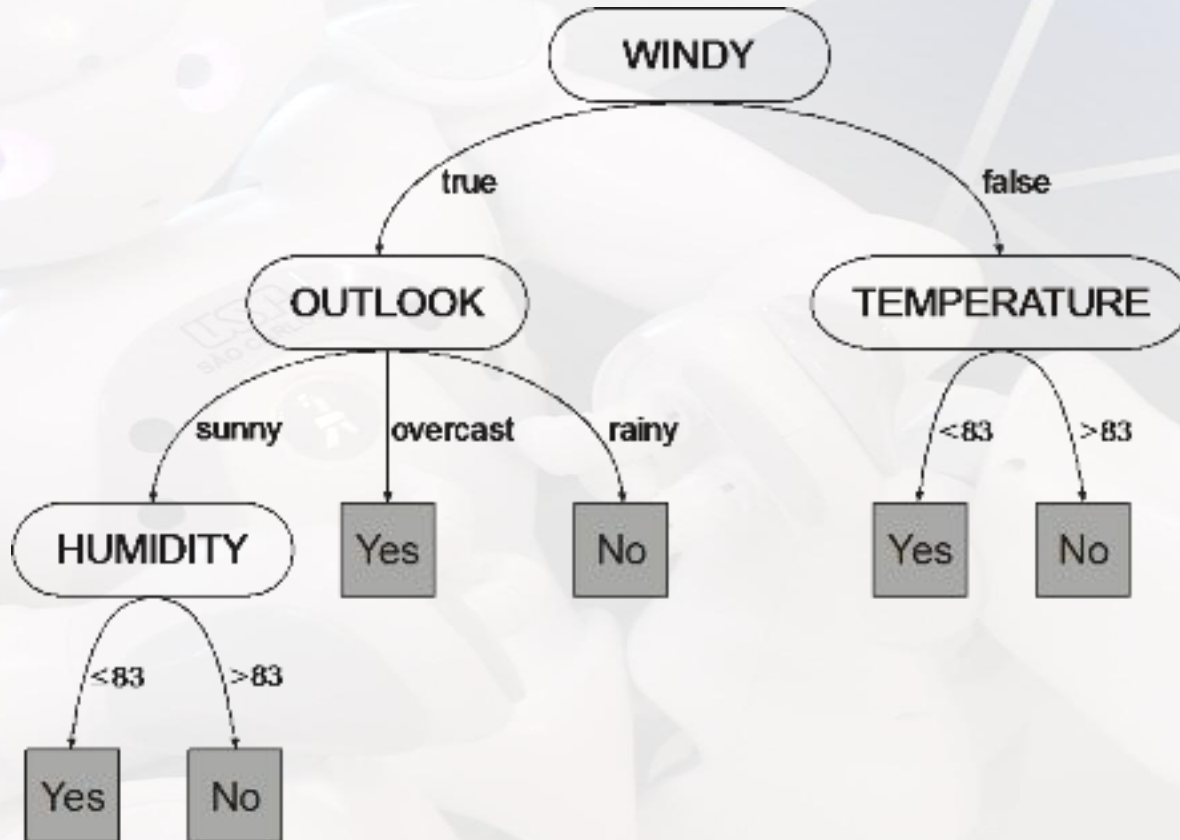 WINDY
true false
OUTLOOK TEMPERATURE
sunny overcast rainy <83 >83
HUMIDITY Yes No Yes No
≤83 >83
Yes No